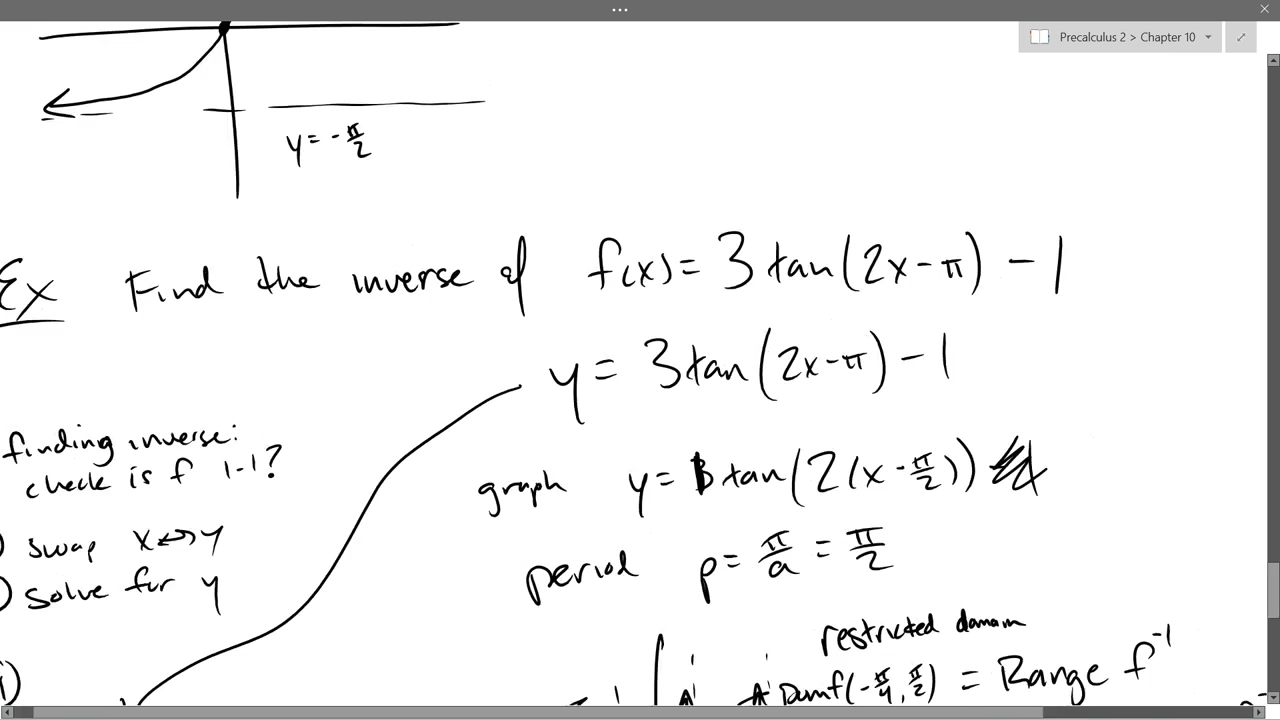 Precalculus 2 > Chapter 10
y = -π/2
Ex Find the inverse of f(x) = 3 tan(2x - π) - 1
y = 3 tan(2x - π) - 1
finding inverse:
check is f 1-1?
graph y = tan(2(x - π/2))
swap x ↔ y
solve for y
period p = π/a = π/2
restricted domain
Dom f (-π/4, π/2) = Range f⁻¹